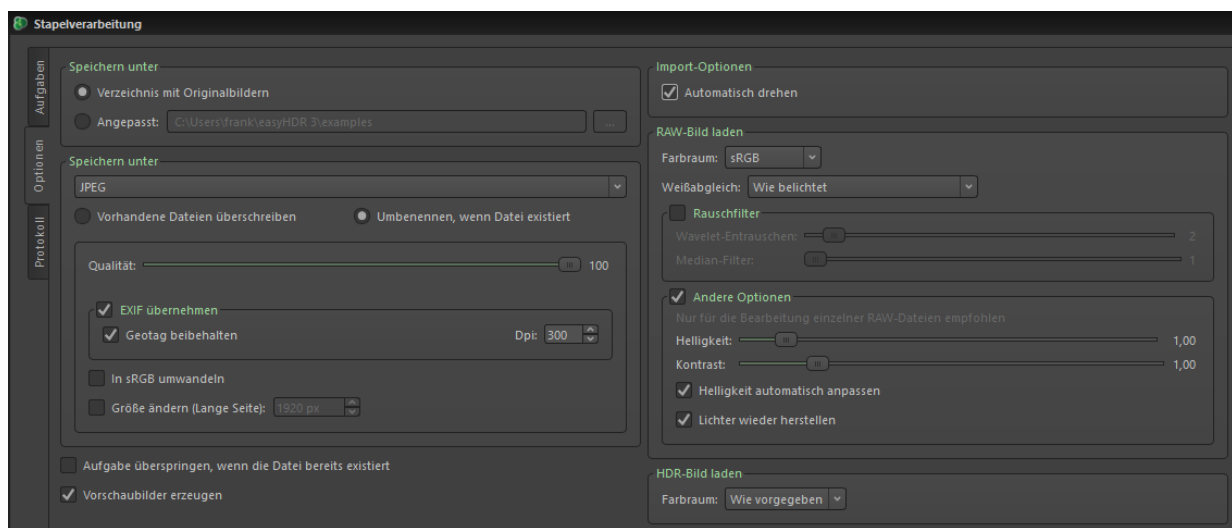 Stapelverarbeitung
Aufgaben
Optionen
Protokoll
Speichern unter
Verzeichnis mit Originalbildern
Angepasst: C:\Users\frank\easyHDR 3\examples ...
Speichern unter
JPEG
Vorhandene Dateien überschreiben Umbenennen, wenn Datei existiert
Qualität: 100
EXIF übernehmen
Geotag beibehalten Dpi: 300
In sRGB umwandeln
Größe ändern (Lange Seite): 1920 px
Aufgabe überspringen, wenn die Datei bereits existiert
Vorschaubilder erzeugen
Import-Optionen
Automatisch drehen
RAW-Bild laden
Farbraum: sRGB
Weißabgleich: Wie belichtet
Rauschfilter
Wavelet-Entrauschen: 2
Median-Filter: 1
Andere Optionen
Nur für die Bearbeitung einzelner RAW-Dateien empfohlen
Helligkeit: 1,00
Kontrast: 1,00
Helligkeit automatisch anpassen
Lichter wieder herstellen
HDR-Bild laden
Farbraum: Wie vorgegeben